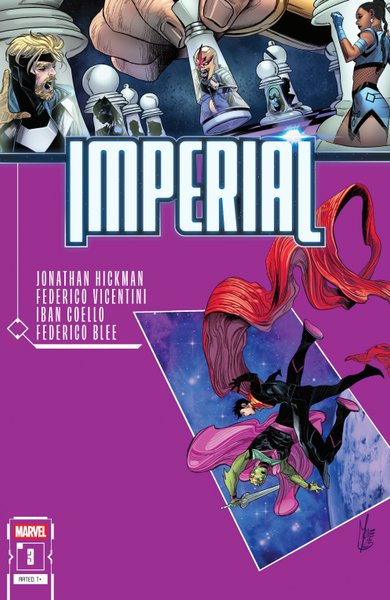 IMPERIAL
JONATHAN HICKMAN
FEDERICO VICENTINI
IBAN COELLO
FEDERICO BLEE
MARVEL
3
RATED T+